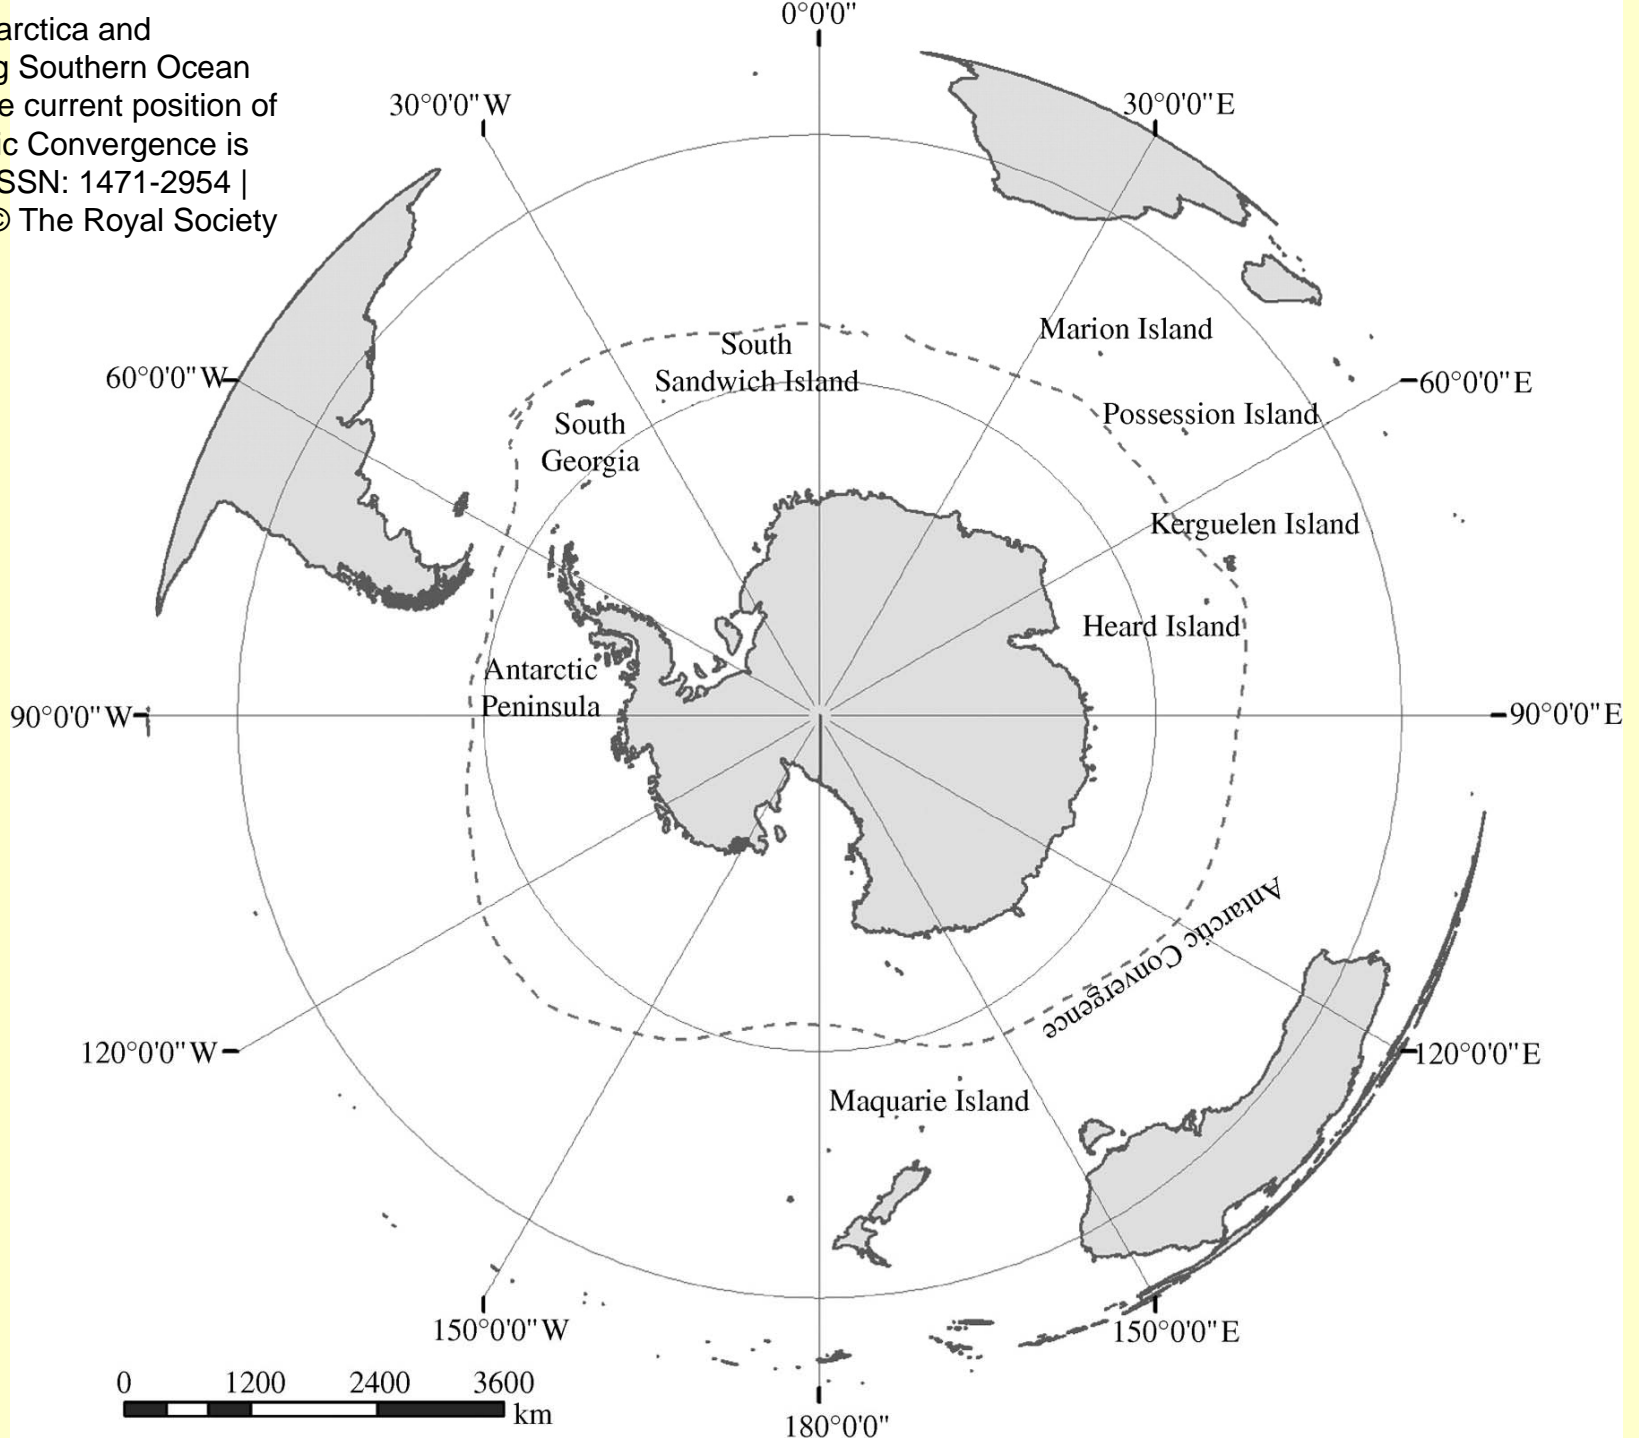 arctica and
g Southern Ocean
e current position of
ic Convergence is
SSN: 1471-2954 |
© The Royal Society
0°0'0"
30°0'0"W
30°0'0"E
60°0'0"W
60°0'0"E
90°0'0"W
90°0'0"E
120°0'0"W
120°0'0"E
150°0'0"W
150°0'0"E
180°0'0"
South
Sandwich Island
Marion Island
Possession Island
South
Georgia
Kerguelen Island
Heard Island
Antarctic
Peninsula
Antarctic Convergence
Maquarie Island
0 1200 2400 3600
km